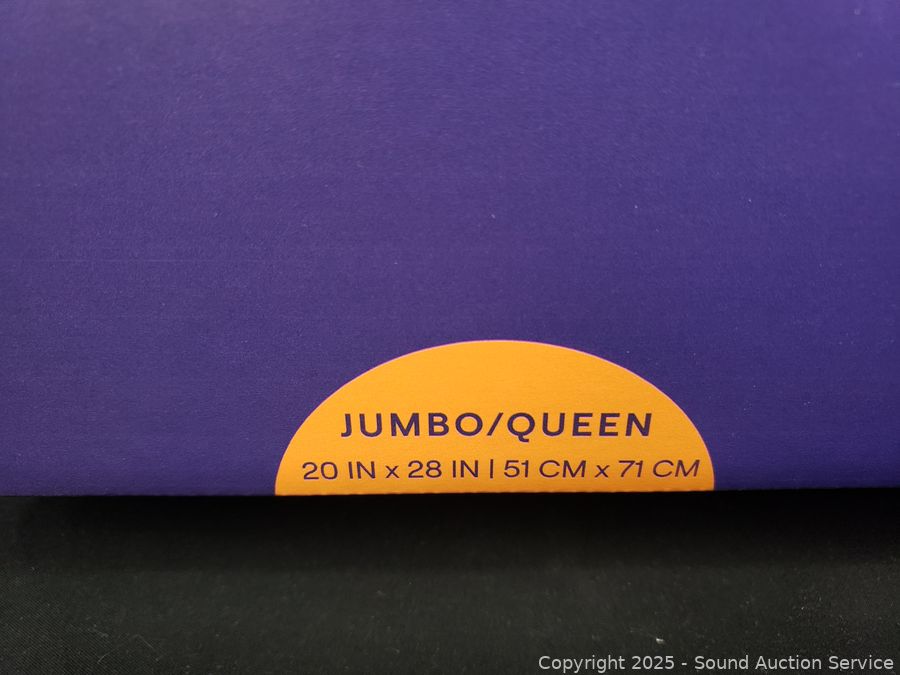 JUMBO/QUEEN
20 IN x 28 IN | 51 CM x 71 CM
Copyright 2025 - Sound Auction Service